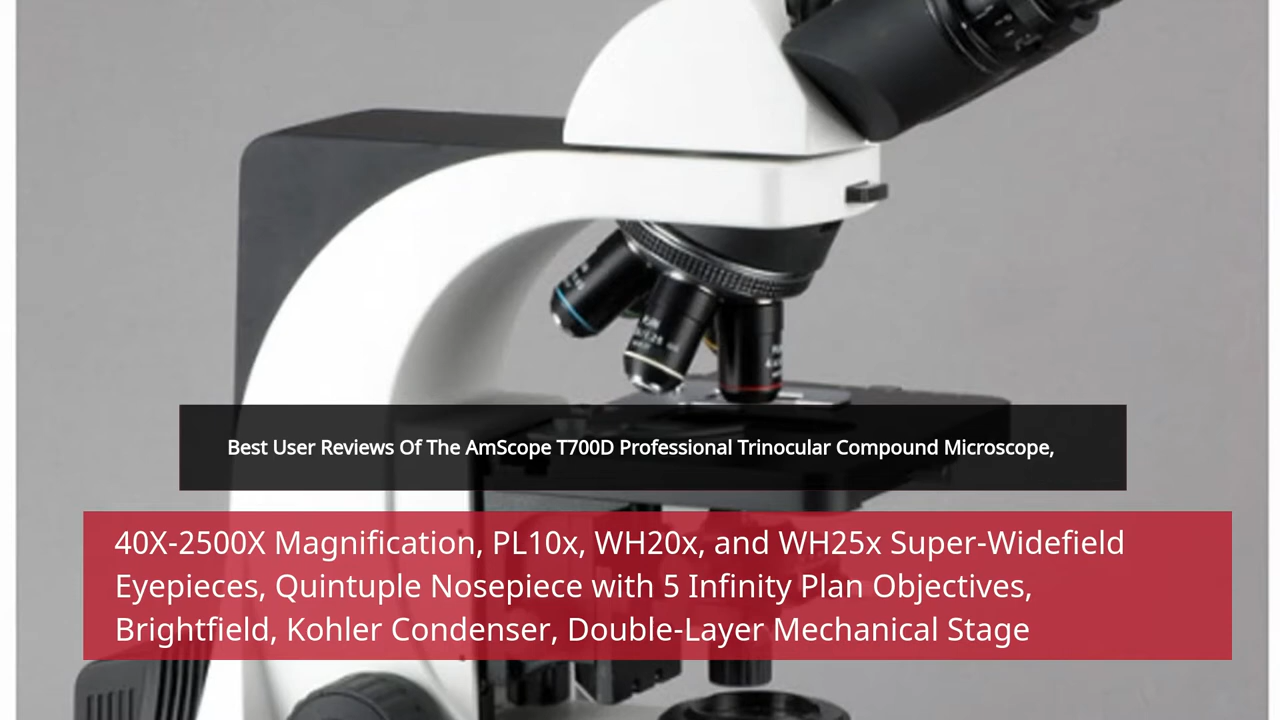 Best User Reviews Of The AmScope T700D Professional Trinocular Compound Microscope,
40X-2500X Magnification, PL10x, WH20x, and WH25x Super-Widefield
Eyepieces, Quintuple Nosepiece with 5 Infinity Plan Objectives,
Brightfield, Kohler Condenser, Double-Layer Mechanical Stage